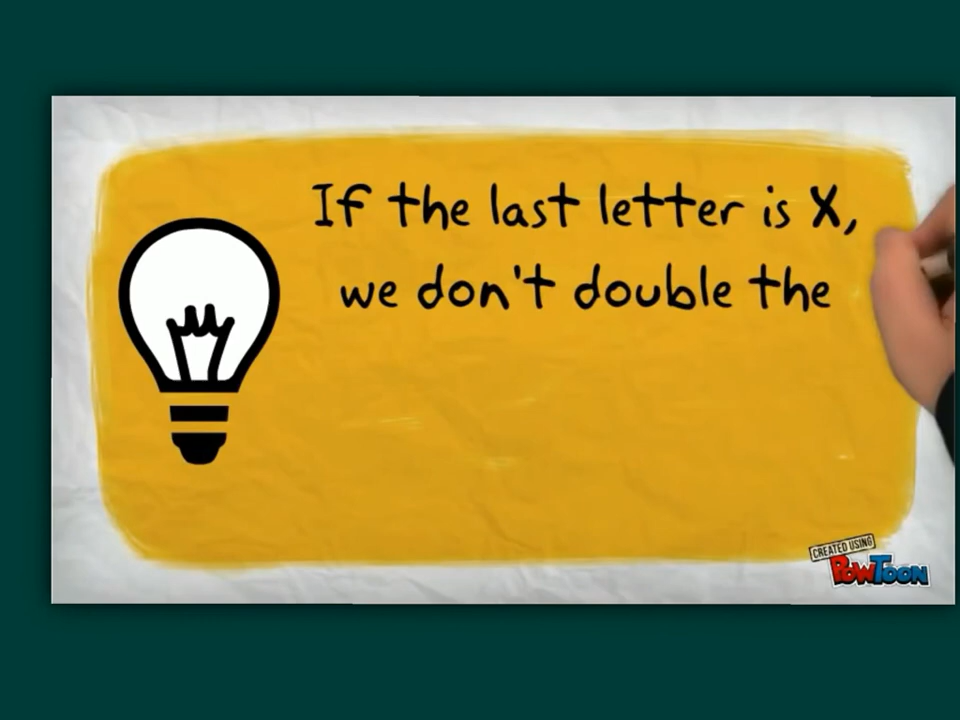 If the last letter is X,
we don't double the
CREATED USING
PowToon